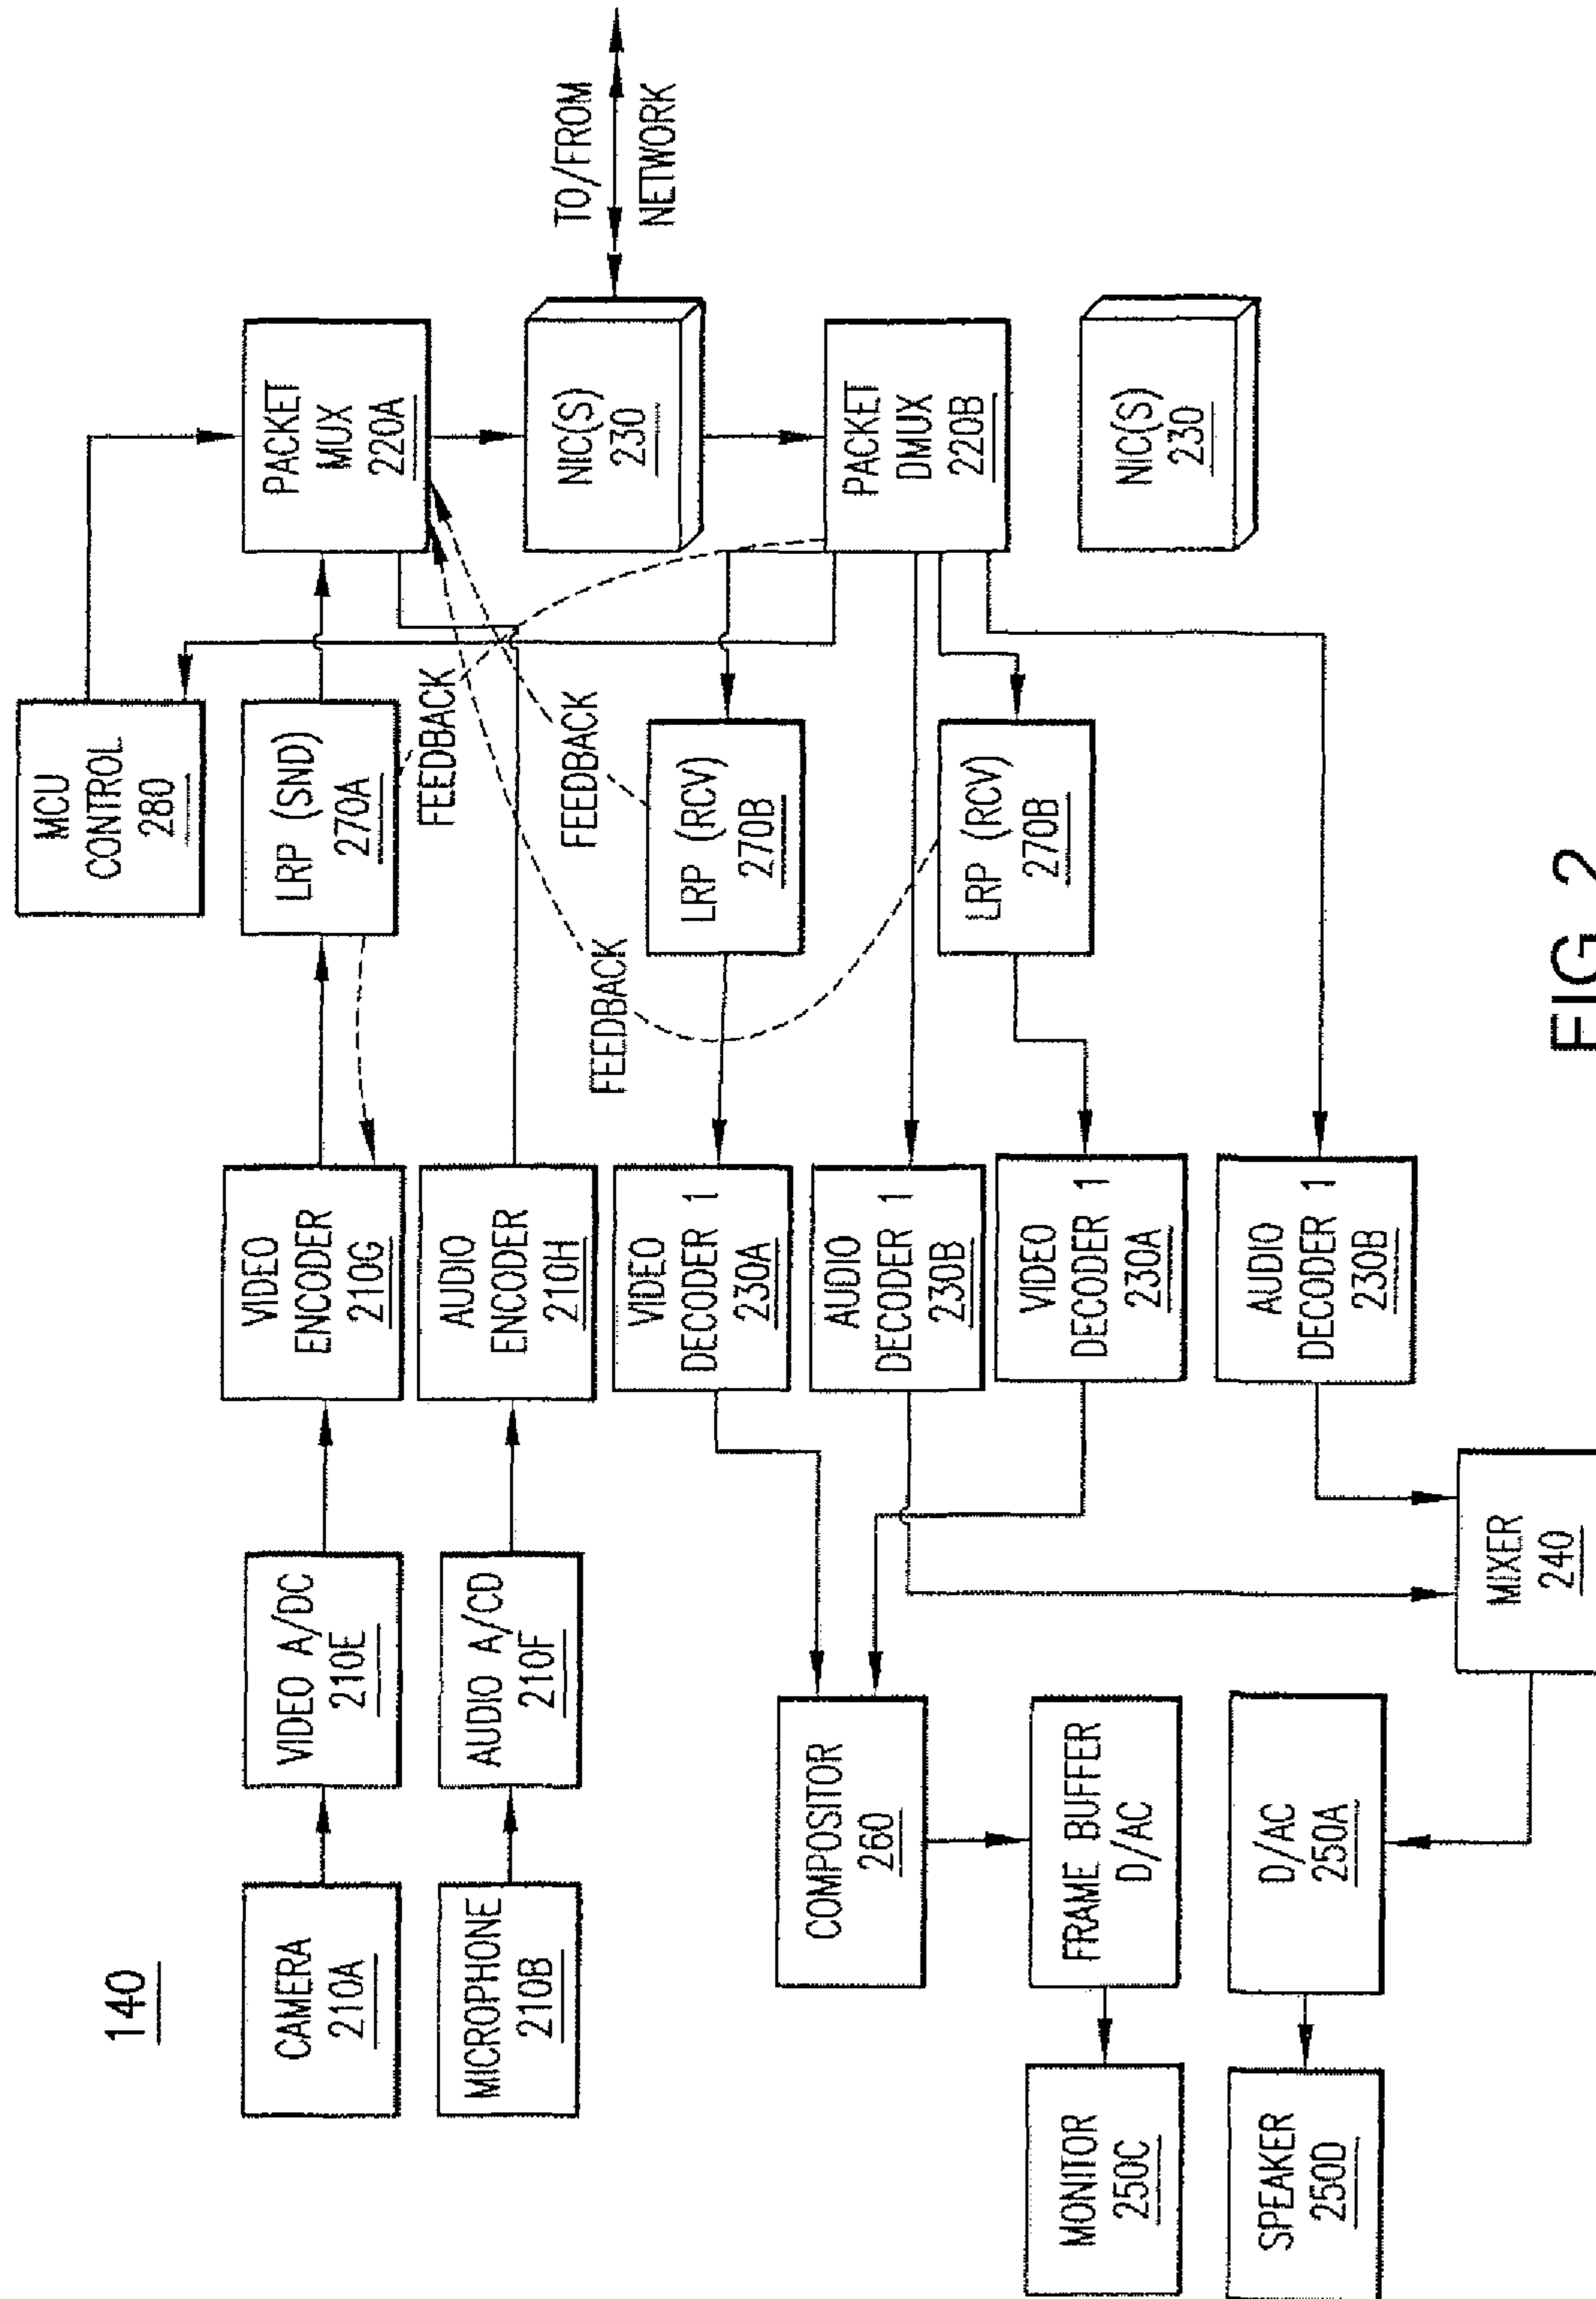 140
CAMERA
210A
VIDEO A/DC
210E
VIDEO
ENCODER
210G
LRP (SND)
270A
MCU
CONTROL
280
PACKET
MUX
220A
MICROPHONE
210B
AUDIO A/CD
210F
AUDIO
ENCODER
210H
FEEDBACK
FEEDBACK
FEEDBACK
NIC(S)
230
TO/FROM
NETWORK
VIDEO
DECODER 1
230A
LRP (RCV)
270B
PACKET
DMUX
220B
COMPOSITOR
260
AUDIO
DECODER 1
230B
LRP (RCV)
270B
NIC(S)
230
FRAME BUFFER
D/AC
VIDEO
DECODER 1
230A
MONITOR
250C
D/AC
250A
AUDIO
DECODER 1
230B
SPEAKER
250D
MIXER
240
FIG. 2